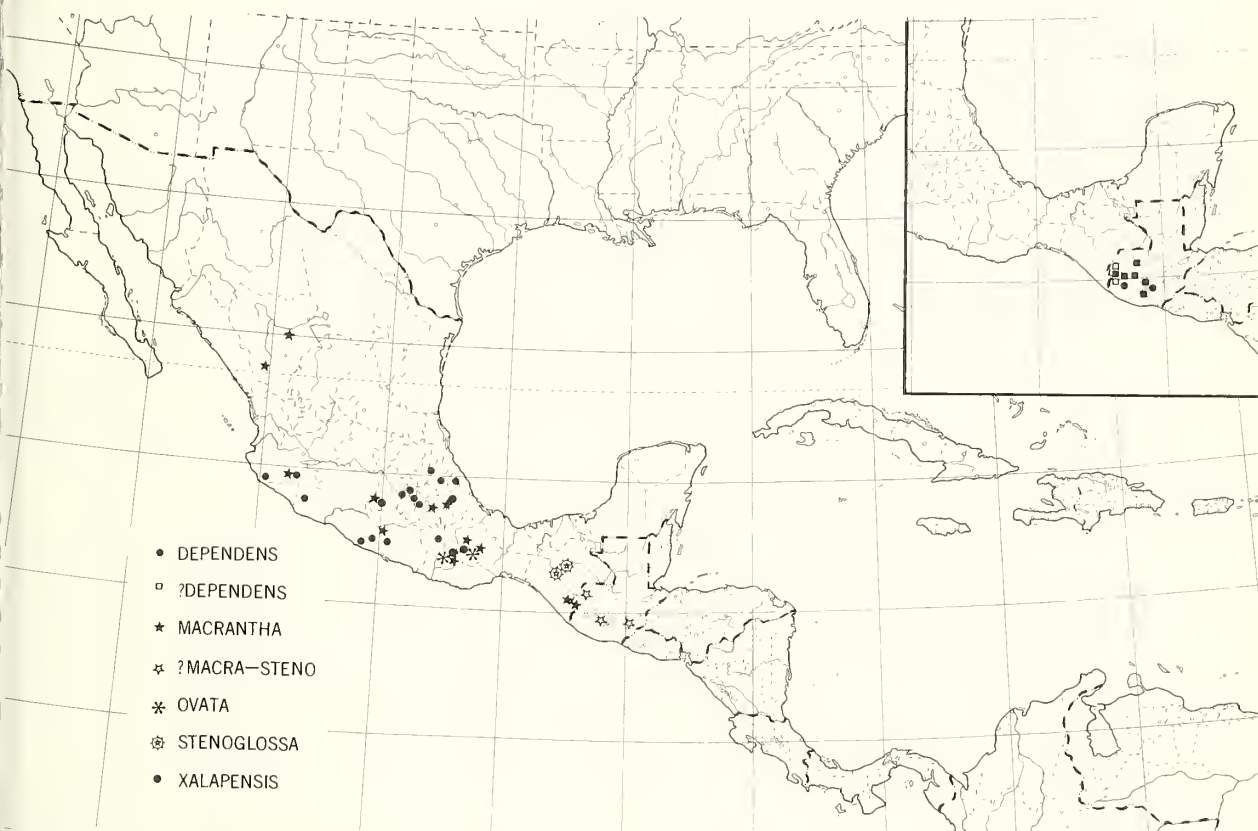 DEPENDENS
?DEPENDENS
MACRANTHA
?MACRA—STENO
OVATA
STENOGLOSSA
XALAPENSIS